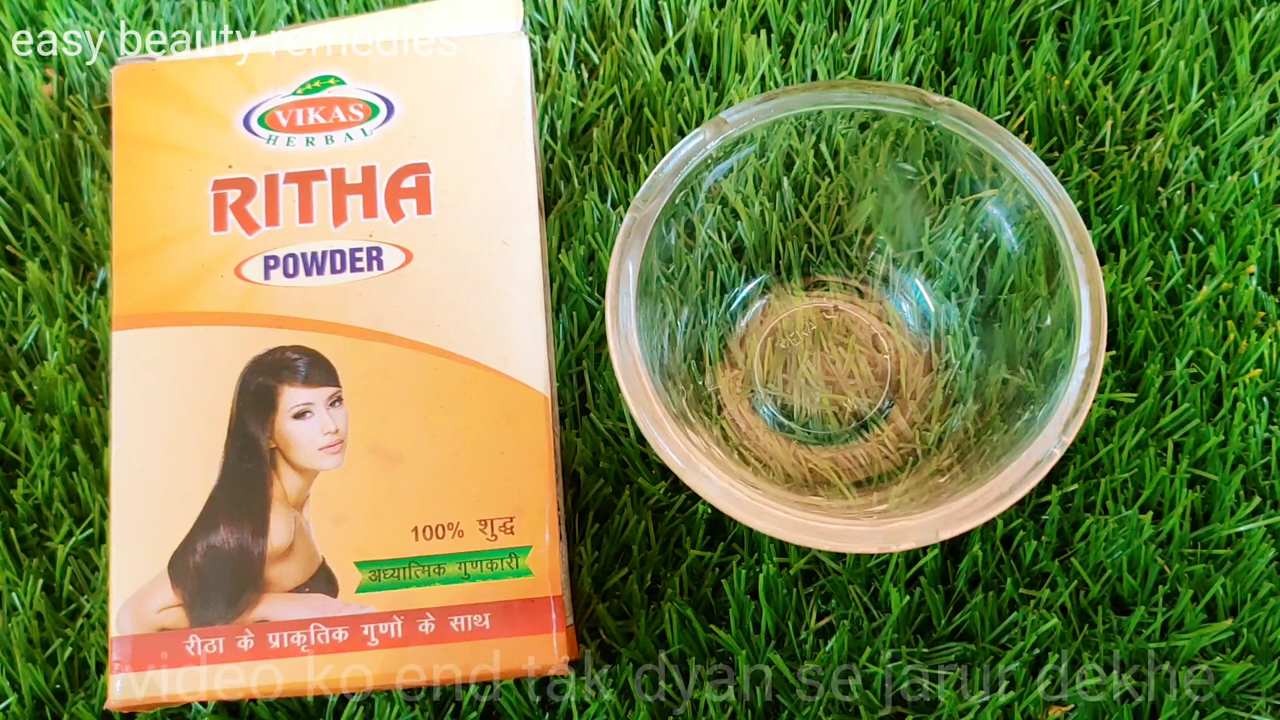 easy beauty remedies
VIKAS
HERBAL
RITHA
POWDER
100% शुद्ध
अध्यात्मिक गुणकारी
रीठा के प्राकृतिक गुणों के साथ
video ko end tak dyan se jarur dekhe